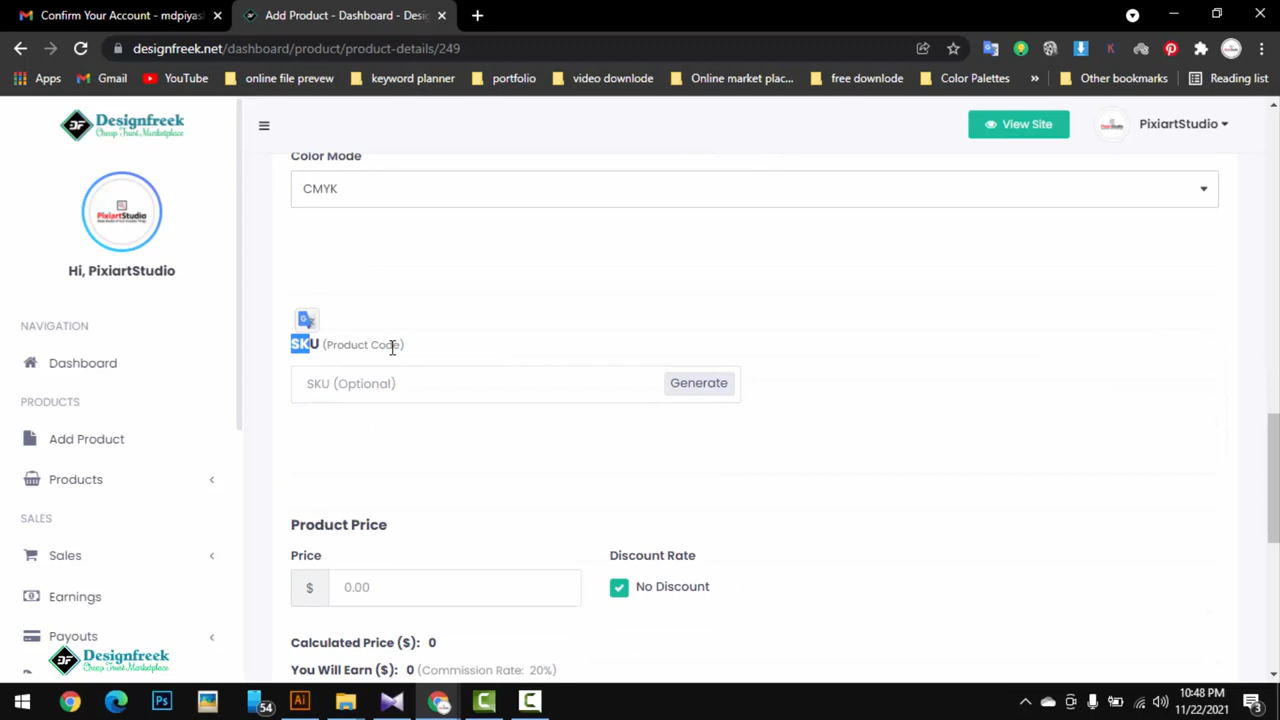 Confirm Your Account - mdpiyas
Add Product - Dashboard - Desig
designfreek.net/dashboard/product/product-details/249
Apps
Gmail
YouTube
online file preview
keyword planner
portfolio
video downlode
Online market plac...
free downlode
Color Palettes
Other bookmarks
Reading list
Designfreek
Cheap Trust Marketplace
View Site
PixiartStudio
PixiartStudio
Hi, PixiartStudio
NAVIGATION
Dashboard
PRODUCTS
Add Product
Products
SALES
Sales
Earnings
Payouts
Designfreek
Cheap Trust Marketplace
Color Mode
CMYK
SKU (Product Code)
SKU (Optional)
Generate
Product Price
Price
Discount Rate
$
0.00
No Discount
Calculated Price ($): 0
You Will Earn ($): 0 (Commission Rate: 20%)
Ps
54
Ai
10:48 PM
11/22/2021
3